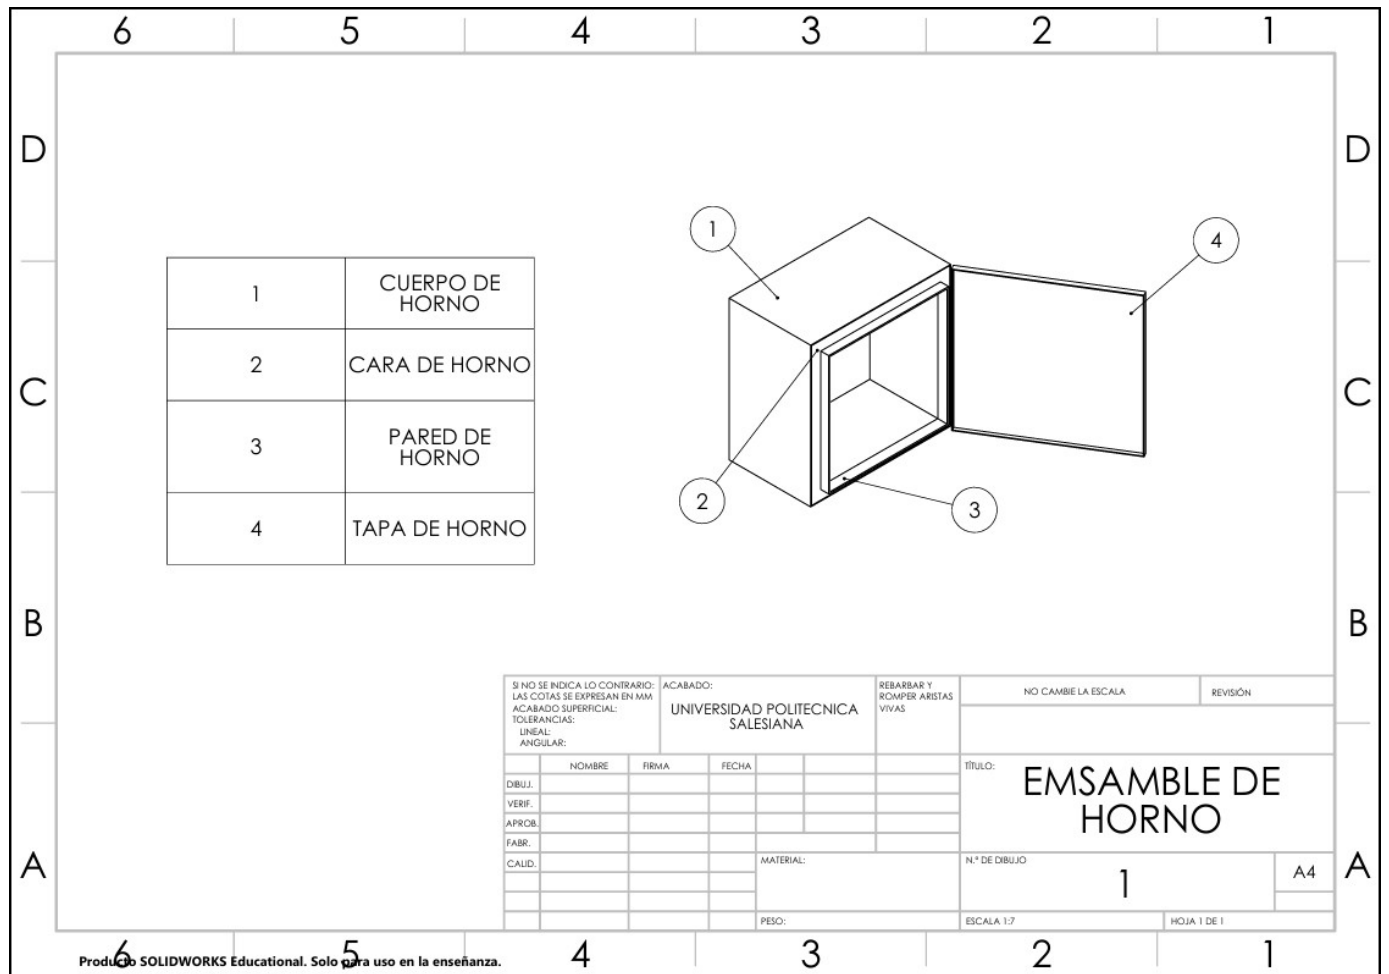 6 5 4 3 2 1
D D
1
4
1 CUERPO DE
HORNO
2 CARA DE HORNO
C C
3 PARED DE
HORNO
2
3
4 TAPA DE HORNO
B B
SI NO SE INDICA LO CONTRARIO:
LAS COTAS SE EXPRESAN EN MM
ACABADO SUPERFICIAL:
TOLERANCIAS:
LINEAL:
ANGULAR:
ACABADO:
UNIVERSIDAD POLITECNICA
SALESIANA
REBARBAR Y
ROMPER ARISTAS
VIVAS
NO CAMBIE LA ESCALA
REVISIÓN
NOMBRE FIRMA FECHA
DIBUJ.
VERIF.
APROB.
FABR.
CALID.
TÍTULO:
EMSAMBLE DE
HORNO
MATERIAL:
N.º DE DIBUJO
1
A4
A A
PESO:
ESCALA 1:7
HOJA 1 DE 1
6 5 4 3 2 1
Producto SOLIDWORKS Educational. Solo para uso en la enseñanza.